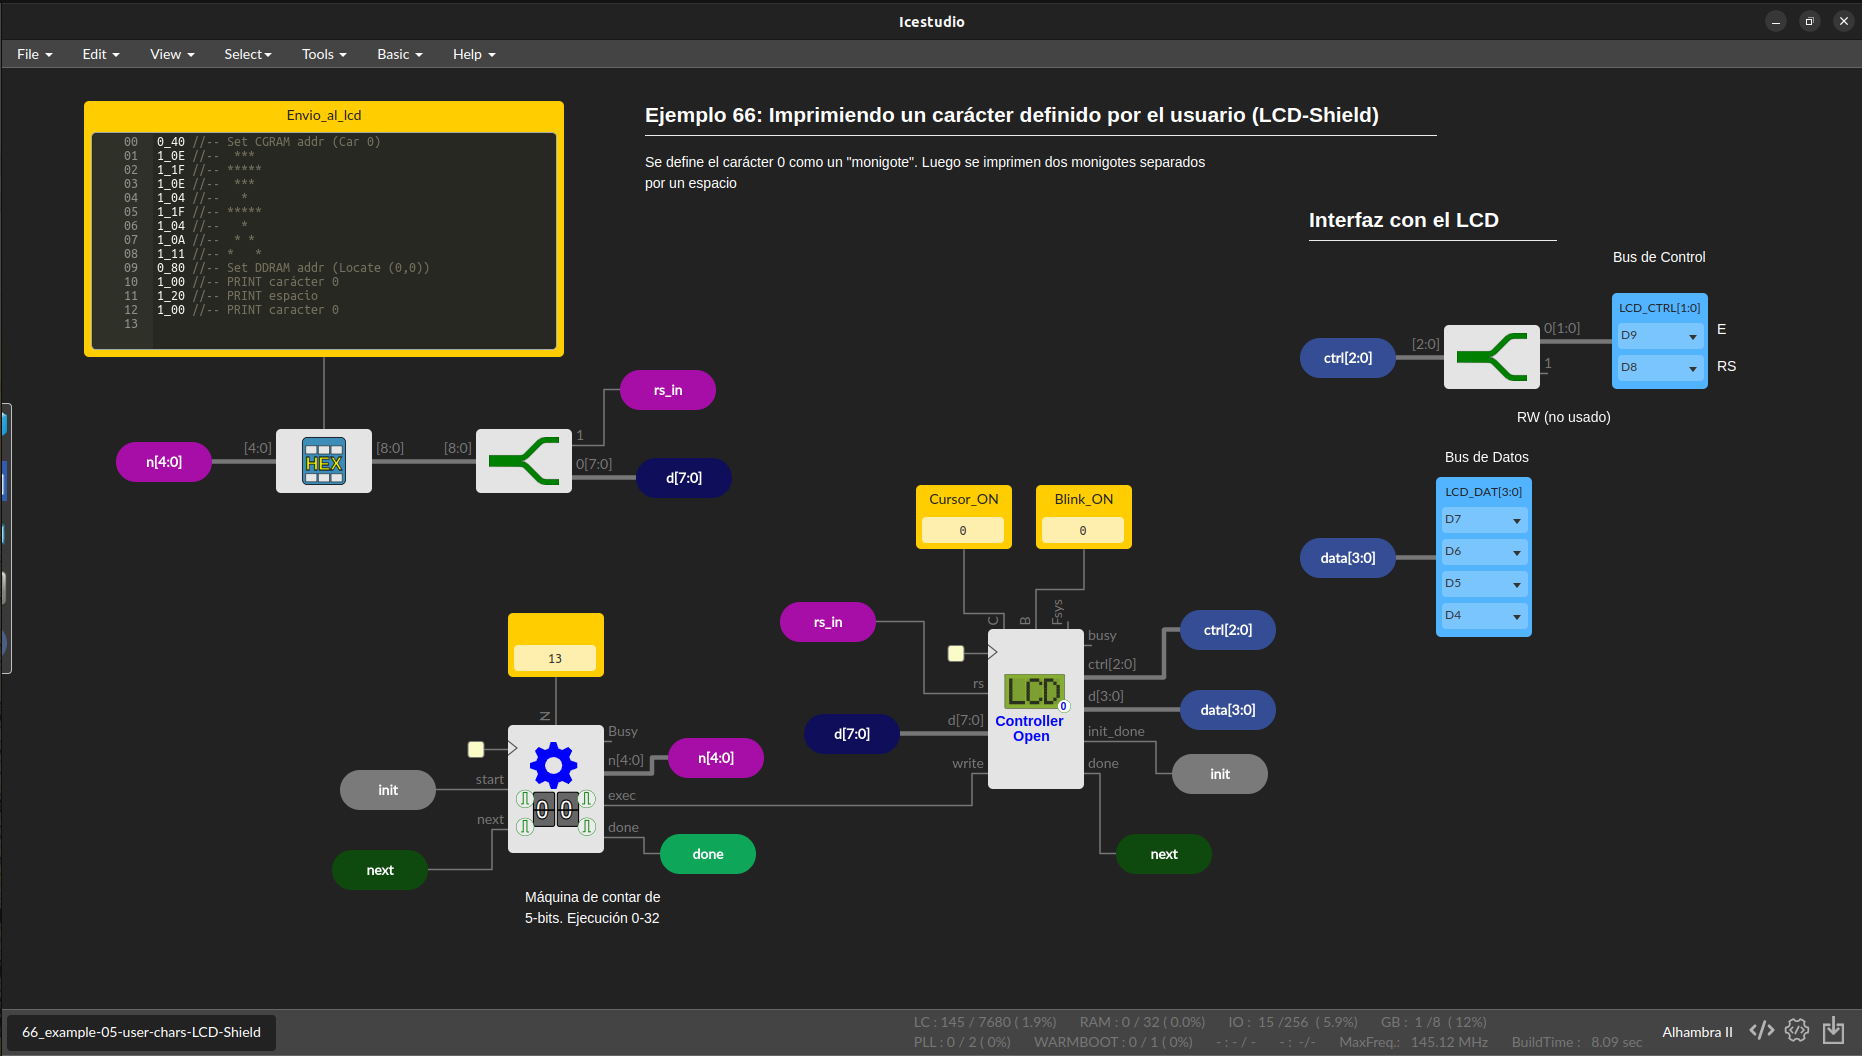 Icestudio
File Edit View Select Tools Basic Help
Envio_al_lcd
00 0_40 //-- Set CGRAM addr (Car 0)
01 1_0E //-- ***
02 1_1F //-- *****
03 1_0E //-- ***
04 1_04 //-- *
05 1_1F //-- *****
06 1_04 //-- *
07 1_0A //-- * *
08 1_11 //-- * *
09 0_80 //-- Set DDRAM addr (Locate (0,0))
10 1_00 //-- PRINT carácter 0
11 1_20 //-- PRINT espacio
12 1_00 //-- PRINT caracter 0
13
Ejemplo 66: Imprimiendo un carácter definido por el usuario (LCD-Shield)
Se define el carácter 0 como un "monigote". Luego se imprimen dos monigotes separados
por un espacio
Interfaz con el LCD
Bus de Control
LCD_CTRL[1:0]
D9
E
D8
RS
ctrl[2:0]
[2:0]
0[1:0]
1
RW (no usado)
Bus de Datos
LCD_DAT[3:0]
D7
D6
D5
D4
data[3:0]
n[4:0]
[4:0]
HEX
[8:0]
[8:0]
1
0[7:0]
rs_in
d[7:0]
Cursor_ON
0
Blink_ON
0
rs_in
d[7:0]
C
B
Fsys
rs
d[7:0]
write
LCD
0
Controller
Open
busy
ctrl[2:0]
d[3:0]
init_done
done
ctrl[2:0]
data[3:0]
init
next
13
N
init
next
start
next
0 0
Busy
n[4:0]
exec
done
n[4:0]
done
Máquina de contar de
5-bits. Ejecución 0-32
66_example-05-user-chars-LCD-Shield
LC : 145 / 7680 ( 1.9%) RAM : 0 / 32 ( 0.0%) IO : 15 /256 ( 5.9%) GB : 1 /8 ( 12%)
PLL : 0 / 2 ( 0%) WARMBOOT : 0 / 1 ( 0%) - : - / - - : -/- MaxFreq.: 145.12 MHz BuildTime : 8.09 sec
Alhambra II